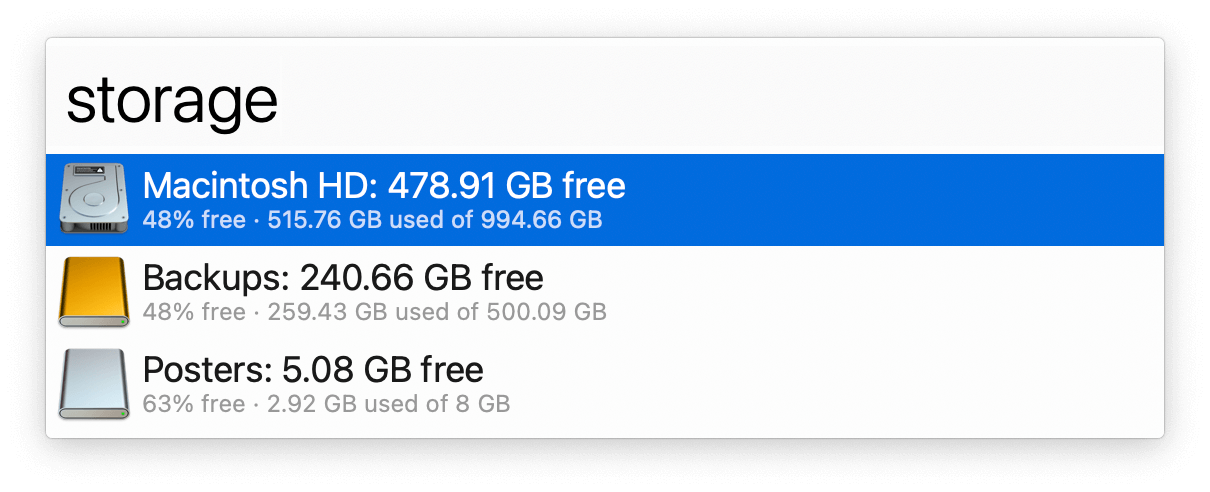 storage
Macintosh HD: 478.91 GB free
48% free · 515.76 GB used of 994.66 GB
Backups: 240.66 GB free
48% free · 259.43 GB used of 500.09 GB
Posters: 5.08 GB free
63% free · 2.92 GB used of 8 GB